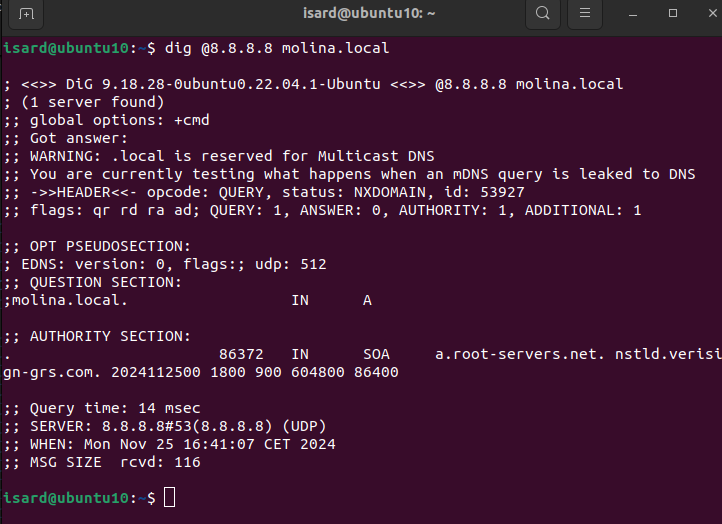 isard@ubuntu10: ~
isard@ubuntu10:~$ dig @8.8.8.8 molina.local

; <<>> DiG 9.18.28-0ubuntu0.22.04.1-Ubuntu <<>> @8.8.8.8 molina.local
; (1 server found)
;; global options: +cmd
;; Got answer:
;; WARNING: .local is reserved for Multicast DNS
;; You are currently testing what happens when an mDNS query is leaked to DNS
;; ->>HEADER<<- opcode: QUERY, status: NXDOMAIN, id: 53927
;; flags: qr rd ra ad; QUERY: 1, ANSWER: 0, AUTHORITY: 1, ADDITIONAL: 1

;; OPT PSEUDOSECTION:
; EDNS: version: 0, flags:; udp: 512
;; QUESTION SECTION:
;molina.local.                  IN      A

;; AUTHORITY SECTION:
.                       86372   IN      SOA     a.root-servers.net. nstld.verisi
gn-grs.com. 2024112500 1800 900 604800 86400

;; Query time: 14 msec
;; SERVER: 8.8.8.8#53(8.8.8.8) (UDP)
;; WHEN: Mon Nov 25 16:41:07 CET 2024
;; MSG SIZE  rcvd: 116

isard@ubuntu10:~$